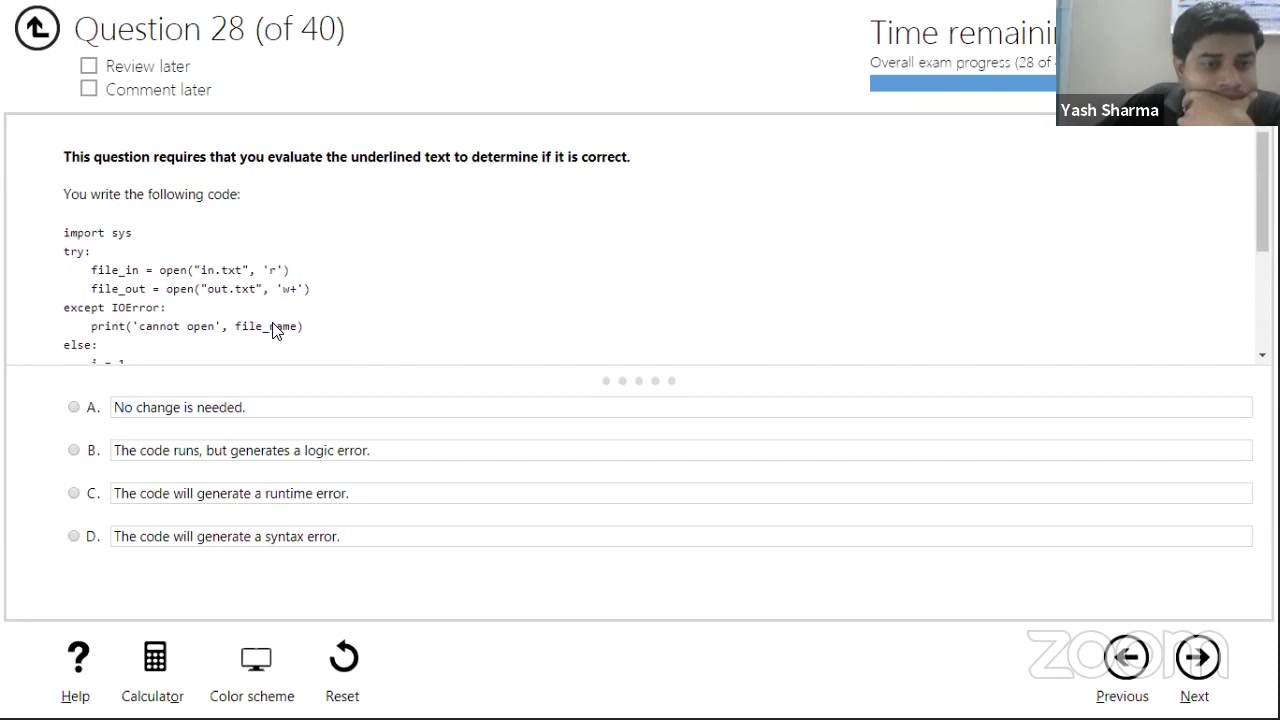 Question 28 (of 40)
Review later
Comment later
Time remaini
Overall exam progress (28 of
Yash Sharma
This question requires that you evaluate the underlined text to determine if it is correct.
You write the following code:
import sys
try:
file_in = open("in.txt", 'r')
file_out = open("out.txt", 'w+')
except IOError:
print('cannot open', file_name)
else:
i = 1
A. No change is needed.
B. The code runs, but generates a logic error.
C. The code will generate a runtime error.
D. The code will generate a syntax error.
? 
Help
Calculator
Color scheme
Reset
zoom
Previous
Next